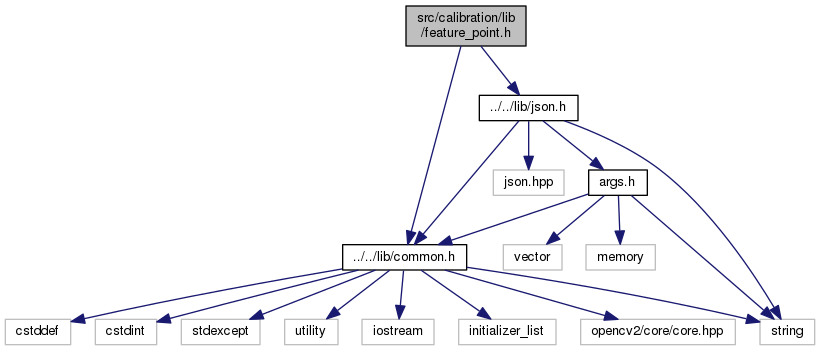 src/calibration/lib
/feature_point.h
../../lib/json.h
json.hpp
args.h
../../lib/common.h
vector
memory
cstddef
cstdint
stdexcept
utility
iostream
initializer_list
opencv2/core/core.hpp
string